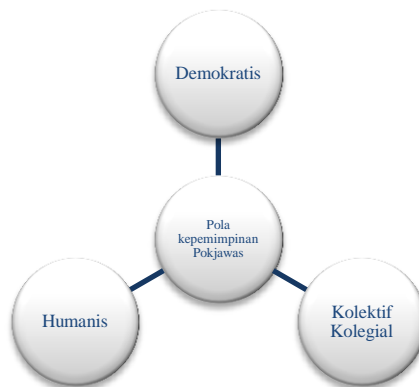 Demokratis
Pola
kepemimpinan
Pokjawas
Humanis
Kolektif
Kolegial